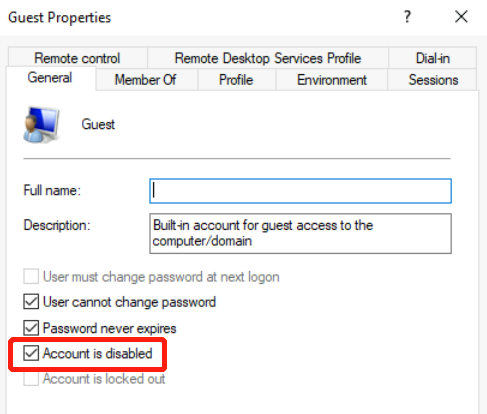 Guest Properties
?
Remote control
Remote Desktop Services Profile
Dial-in
General
Member Of
Profile
Environment
Sessions
Guest
Full name:
Description:
Built-in account for guest access to the
computer/domain
User must change password at next logon
User cannot change password
Password never expires
Account is disabled
Account is locked out